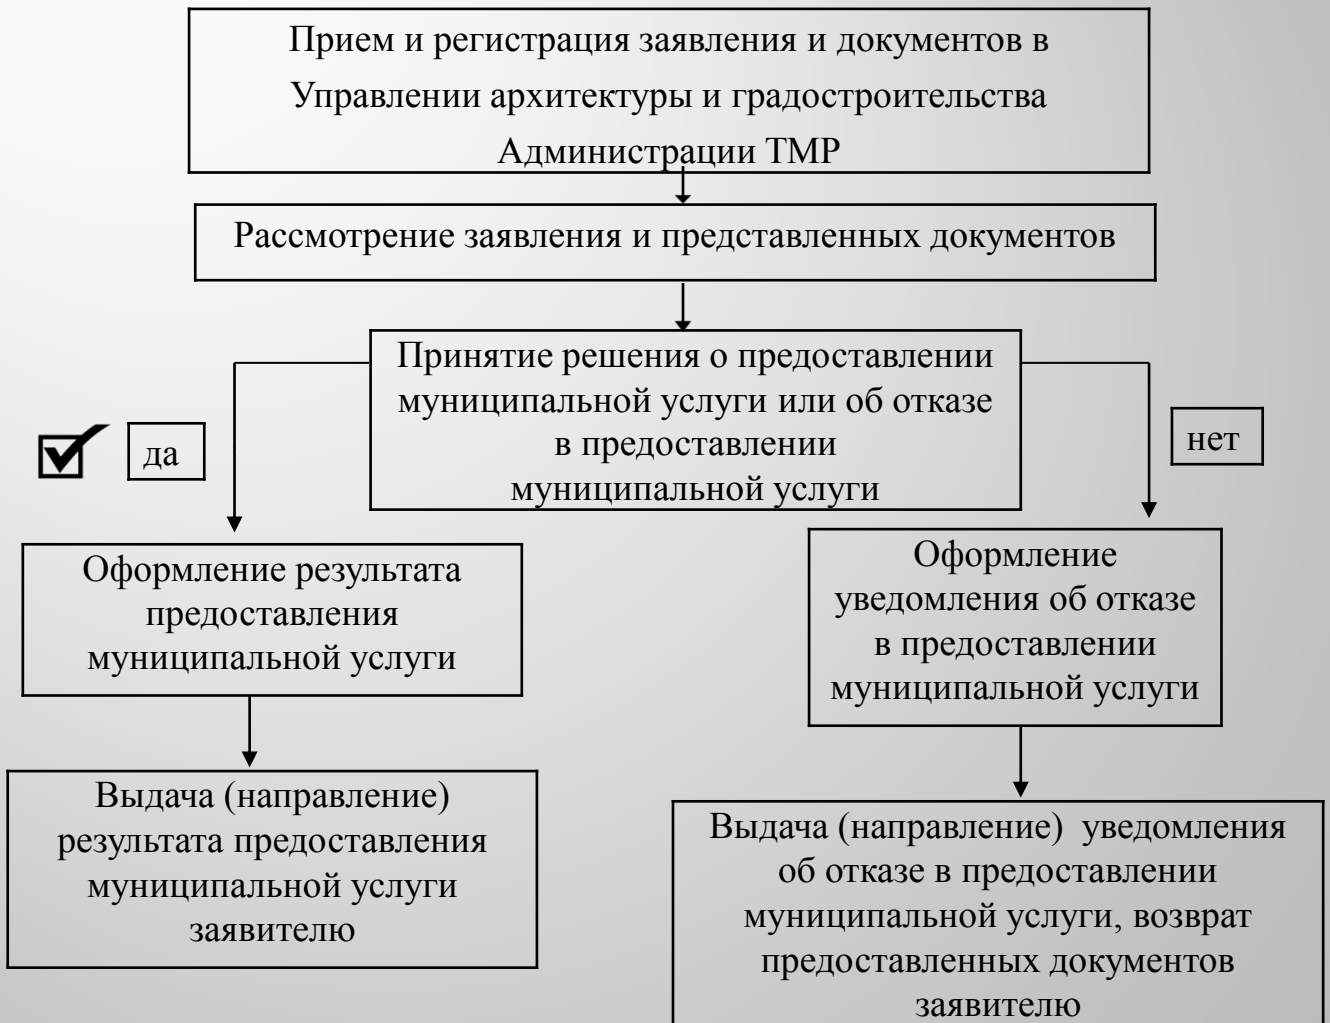 Прием и регистрация заявления и документов в
Управлении архитектуры и градостроительства
Администрации ТМР
Рассмотрение заявления и представленных документов
Принятие решения о предоставлении
муниципальной услуги или об отказе
в предоставлении
муниципальной услуги
да
нет
Оформление результата
предоставления
муниципальной услуги
Оформление
уведомления об отказе
в предоставлении
муниципальной услуги
Выдача (направление)
результата предоставления
муниципальной услуги
заявителю
Выдача (направление) уведомления
об отказе в предоставлении
муниципальной услуги, возврат
предоставленных документов
заявителю